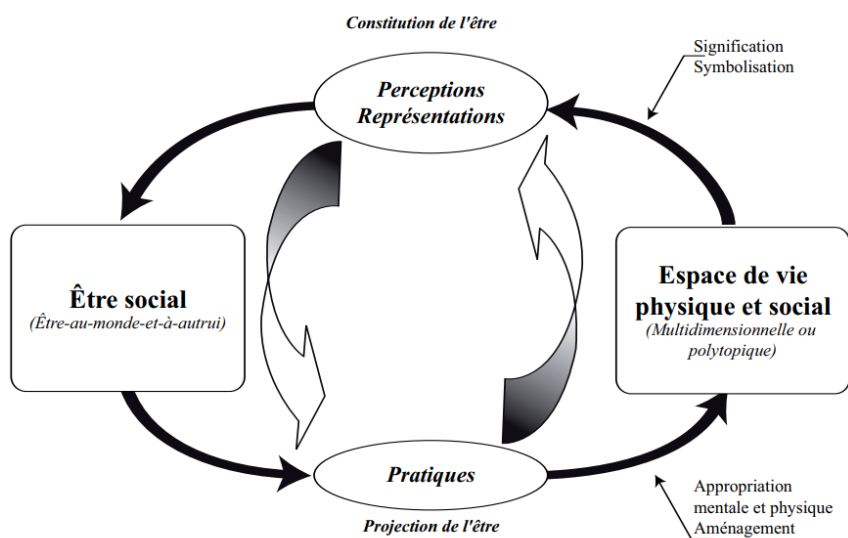 Constitution de l'être
Signification
Symbolisation
Perceptions
Représentations
Être social
(Être-au-monde-et-à-autrui)
Espace de vie
physique et social
(Multidimensionnelle ou
polytopique)
Pratiques
Appropriation
mentale et physique
Aménagement
Projection de l'être